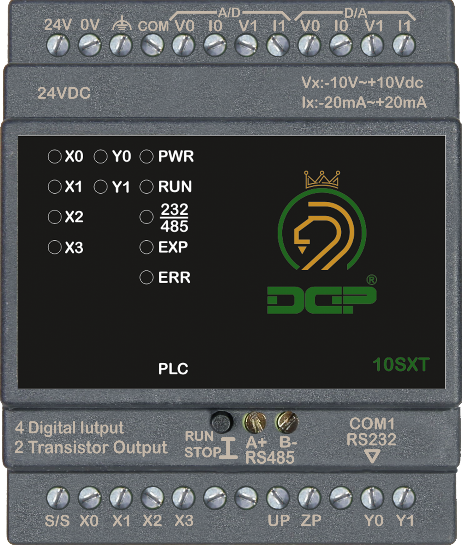 A/D D/A
24V 0V COM V0 I0 V1 I1 V0 I0 V1 I1
24VDC
Vx:-10V~+10Vdc
Ix:-20mA~+20mA
X0 Y0 PWR
X1 Y1 RUN
X2 232
485
X3 EXP
ERR
DCP ®
PLC
10SXT
4 Digital Iutput
2 Transistor Output
RUN
STOP
A+ B-
RS485
COM1
RS232
S/S X0 X1 X2 X3 UP ZP Y0 Y1